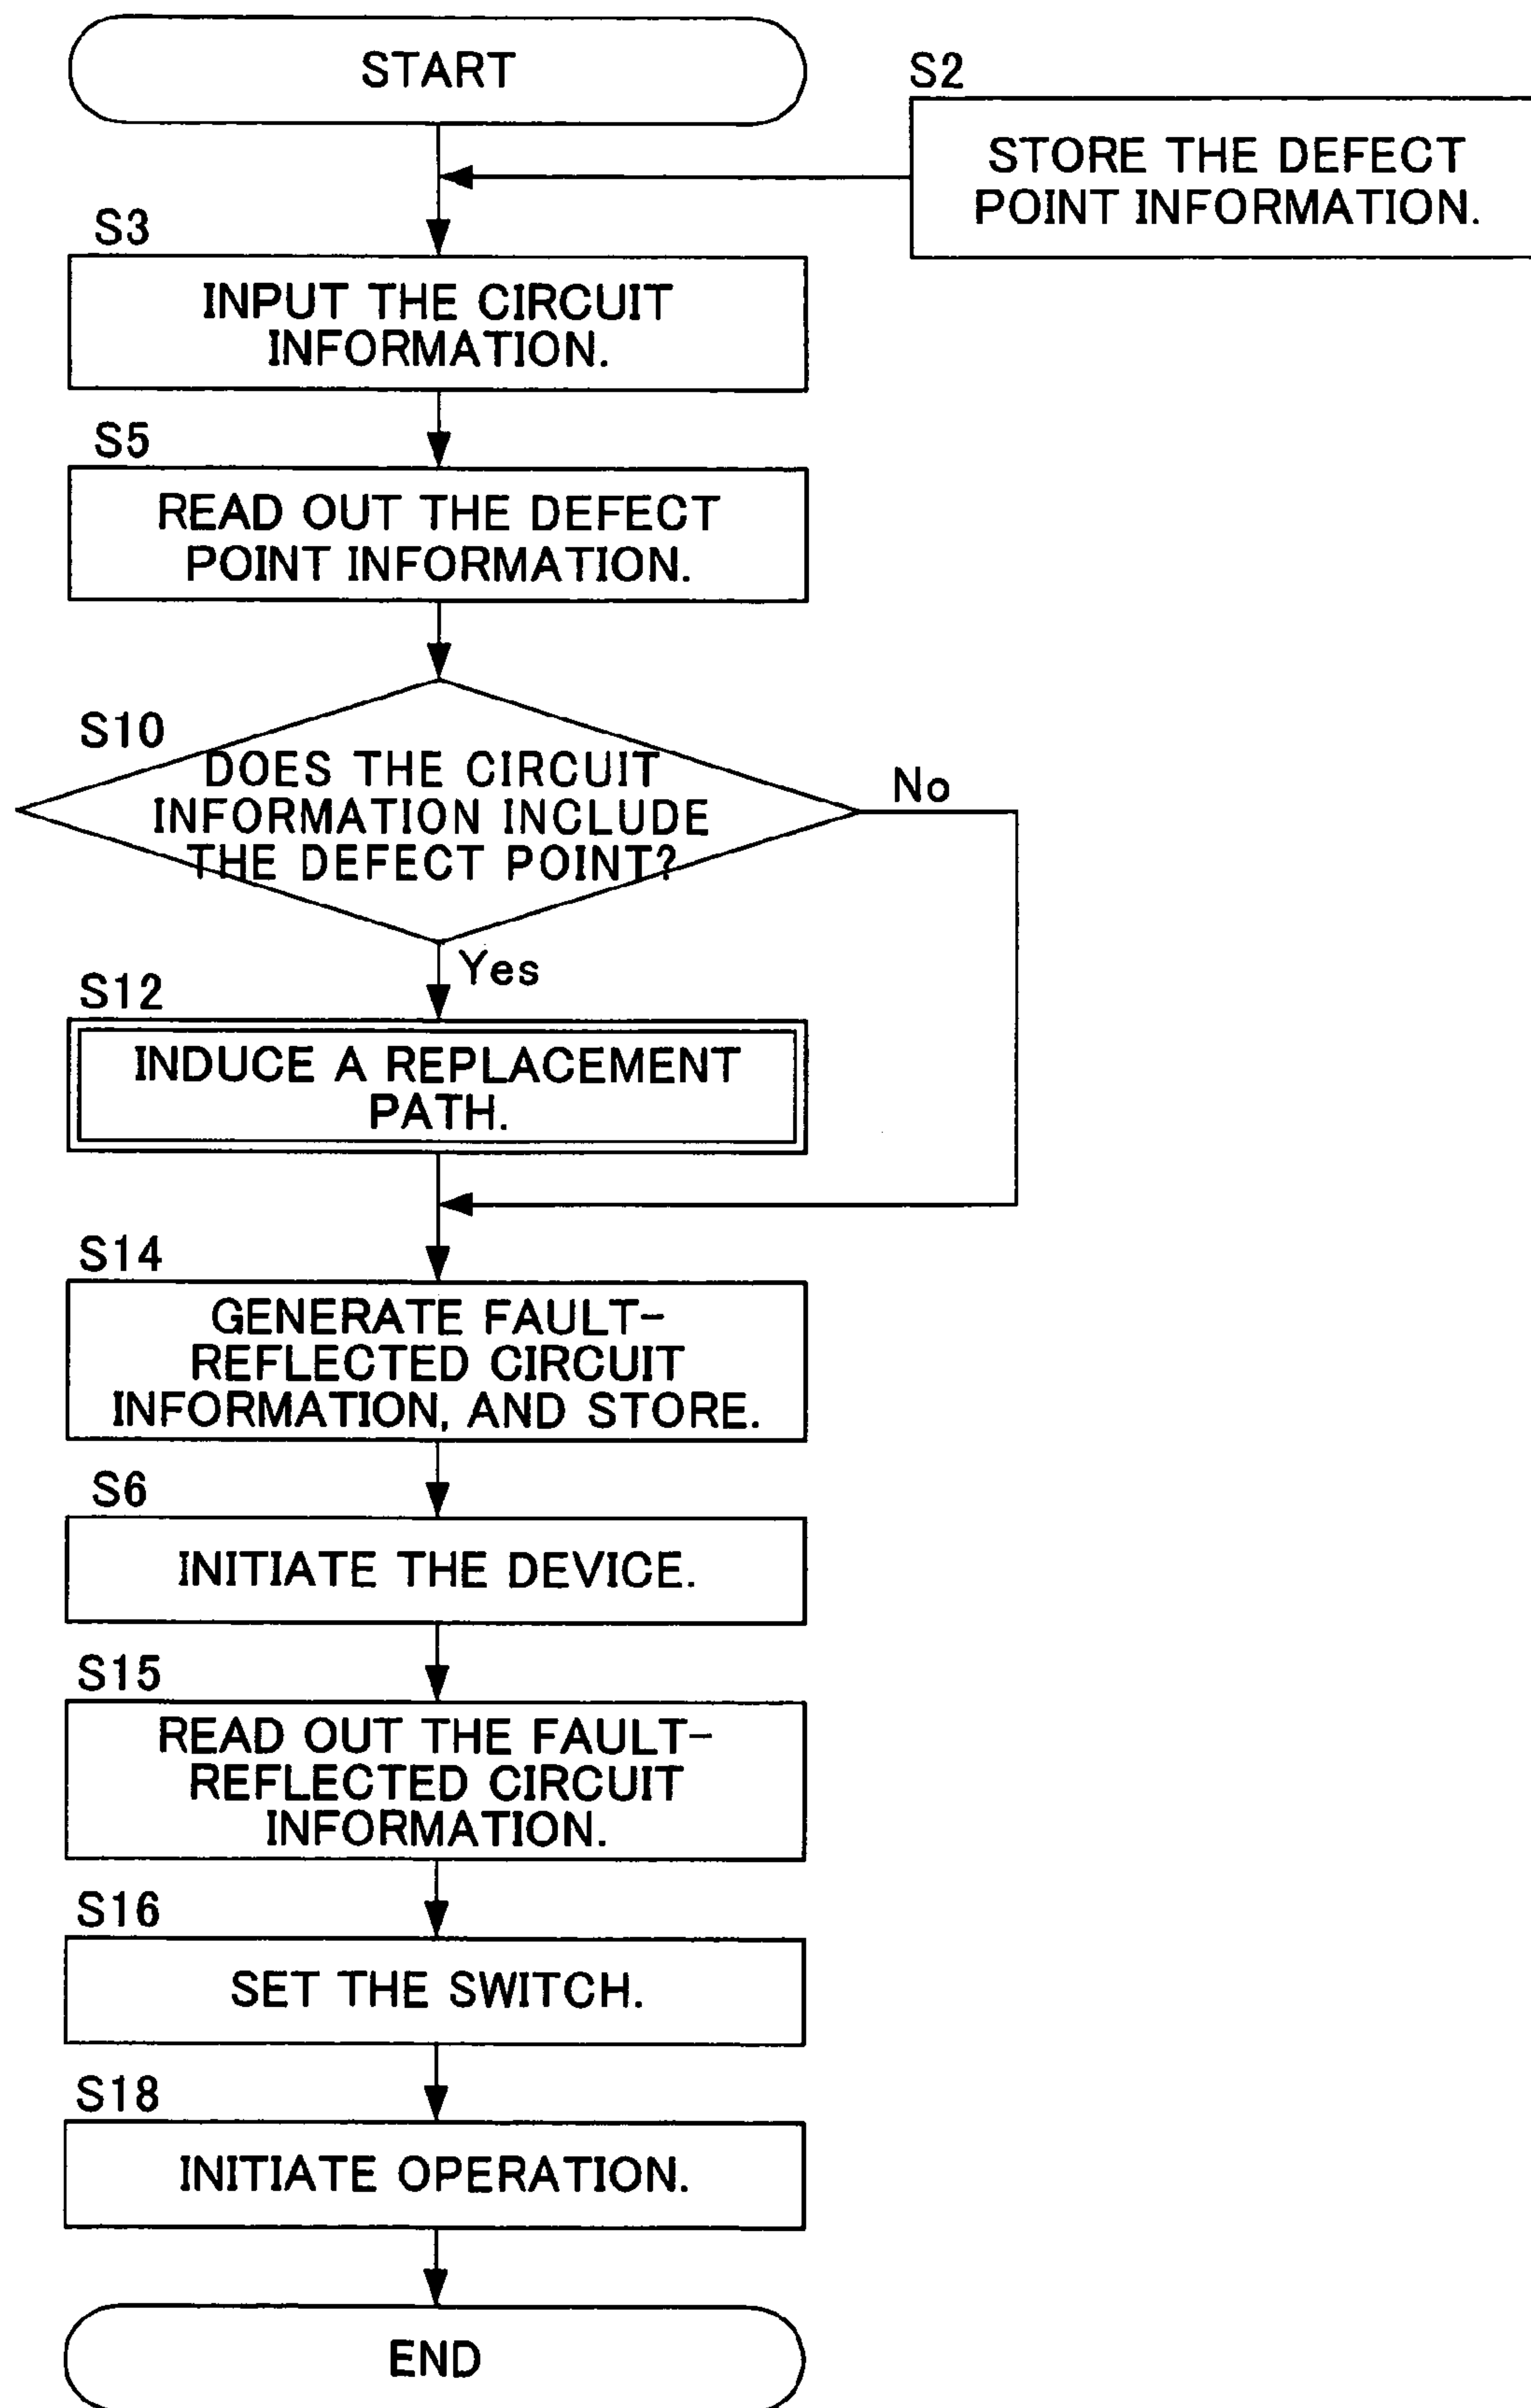 START
S2
STORE THE DEFECT
POINT INFORMATION.
S3
INPUT THE CIRCUIT
INFORMATION.
S5
READ OUT THE DEFECT
POINT INFORMATION.
S10
DOES THE CIRCUIT
INFORMATION INCLUDE
THE DEFECT POINT?
No
Yes
S12
INDUCE A REPLACEMENT
PATH.
S14
GENERATE FAULT-
REFLECTED CIRCUIT
INFORMATION, AND STORE.
S6
INITIATE THE DEVICE.
S15
READ OUT THE FAULT-
REFLECTED CIRCUIT
INFORMATION.
S16
SET THE SWITCH.
S18
INITIATE OPERATION.
END